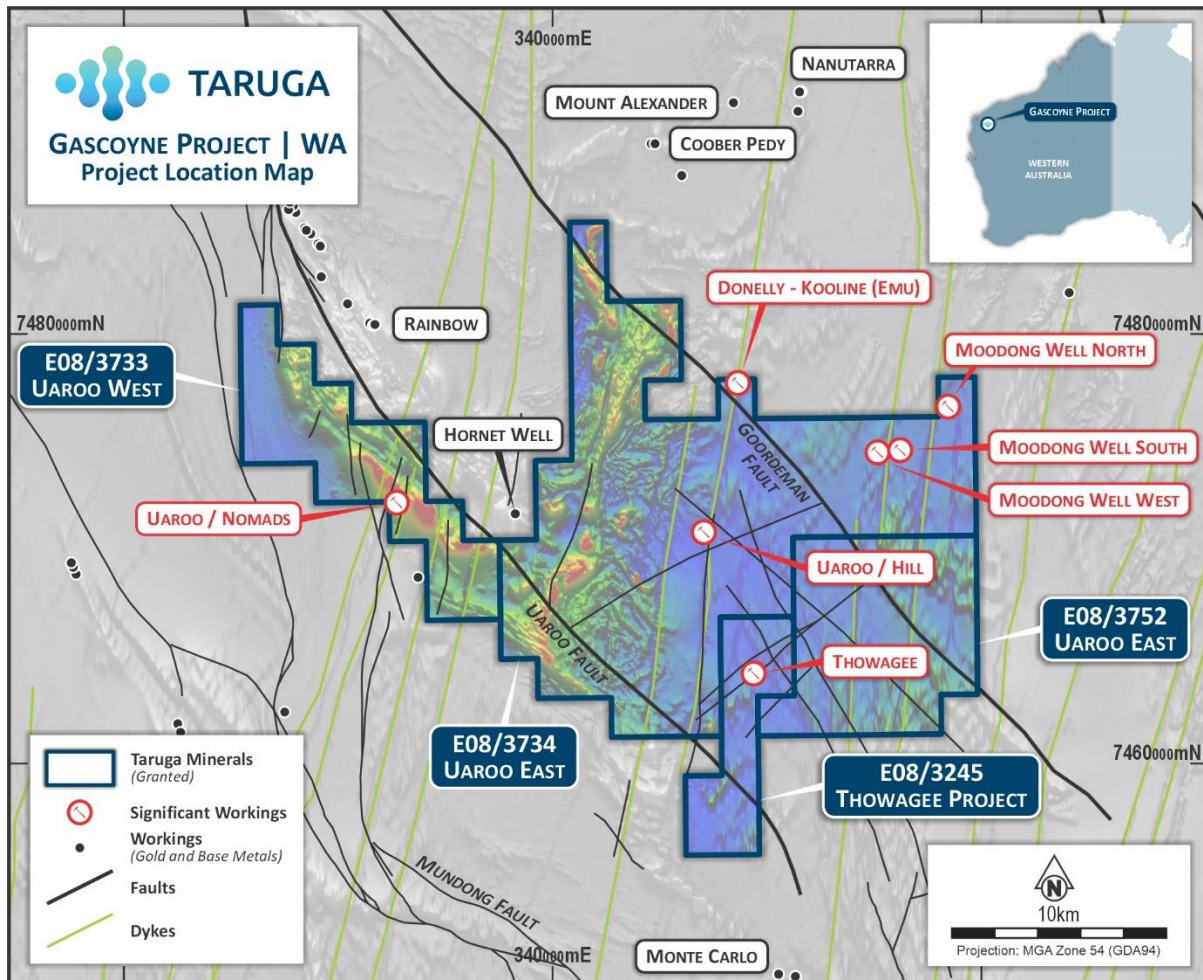 TARUGA
GASCOYNE PROJECT | WA
Project Location Map
340000mE
NANUTARRA
MOUNT ALEXANDER
COOBER PEDY
GASCOYNE PROJECT
WESTERN
AUSTRALIA
DONELLY - KOOLINE (EMU)
7480000mN
RAINBOW
7480000mN
MOODONG WELL NORTH
E08/3733
UAROO WEST
HORNET WELL
GOORDEMAN
FAULT
MOODONG WELL SOUTH
MOODONG WELL WEST
UAROO / NOMADS
UAROO / HILL
UAROO FAULT
E08/3752
UAROO EAST
THOWAGEE
E08/3734
UAROO EAST
7460000mN
E08/3245
THOWAGEE PROJECT
Taruga Minerals
(Granted)
Significant Workings
Workings
(Gold and Base Metals)
Faults
Dykes
MUNDONG FAULT
340000mE
MONTE CARLO
N
10km
Projection: MGA Zone 54 (GDA94)